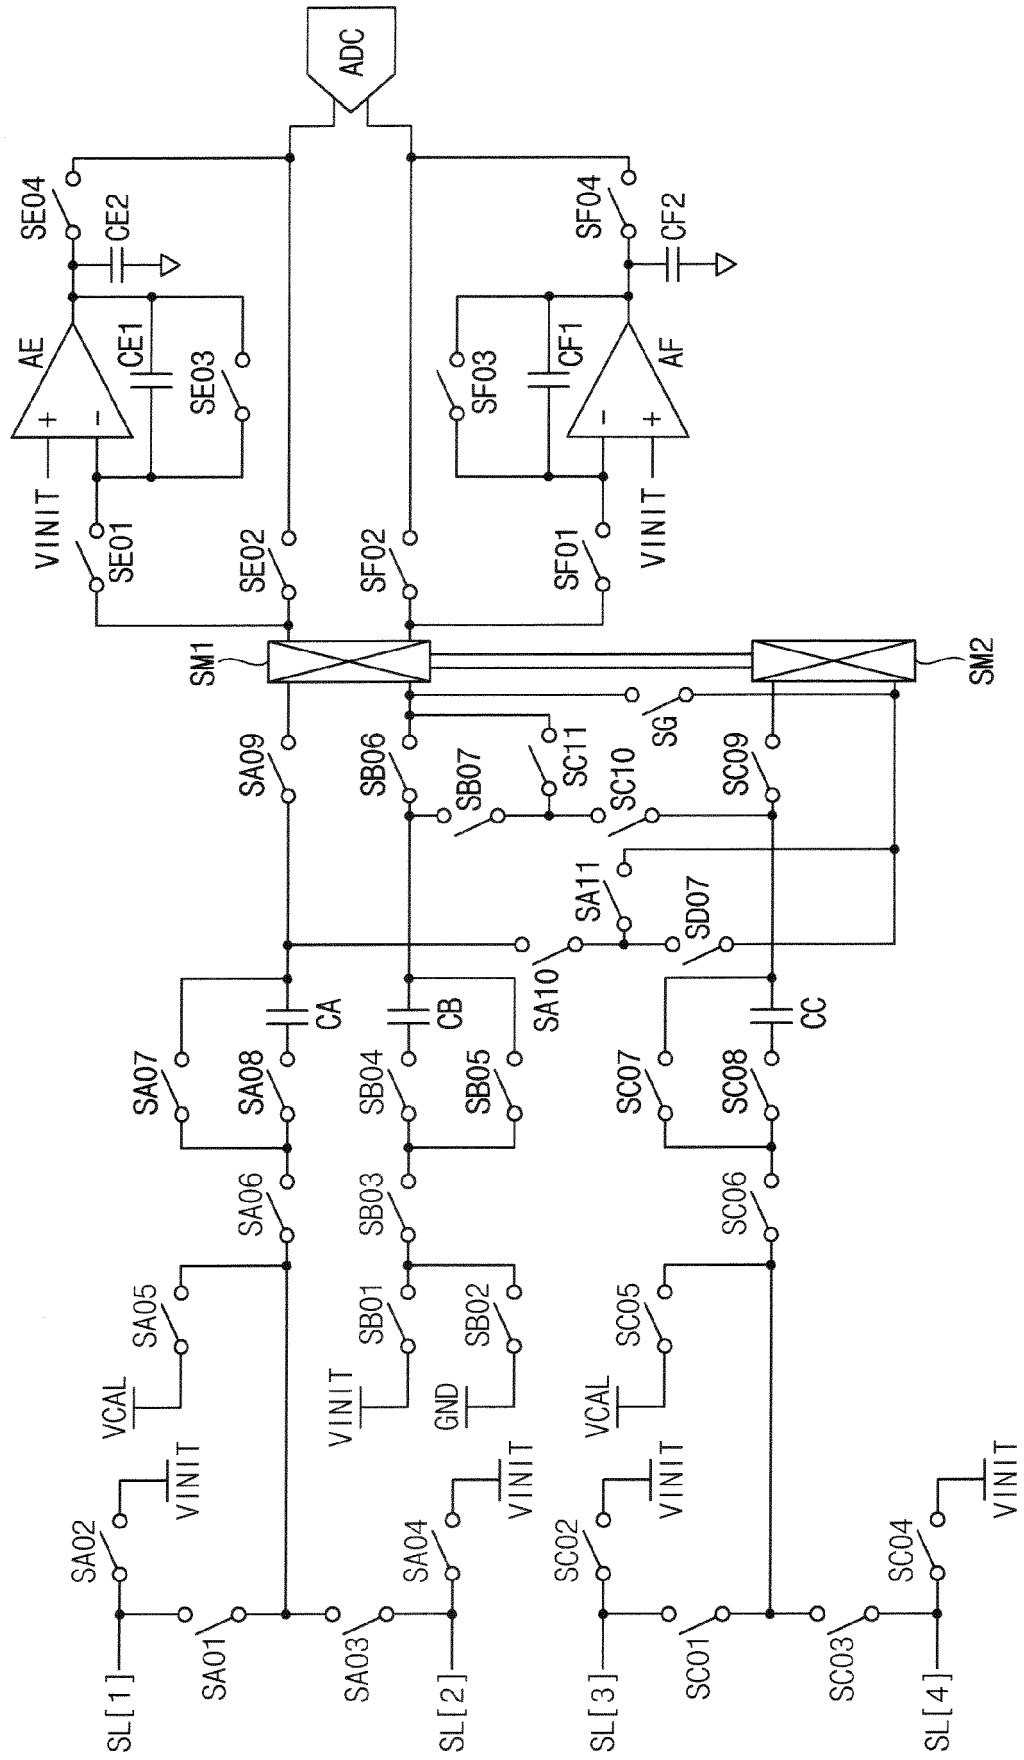 ADC
SE04
CE2
AE
CE1
SE03
VINIT
SE01
SE02
SF04
CF2
SF03
CF1
AF
SF02
SF01
VINIT
+
-
-
+
SM1
SM2
SA09
SB06
SB07
SC11
SG
SC10
SC09
SA11
SD07
SA10
SA07
CA
SA08
SB04
CB
SB05
SC07
CC
SC08
SA06
SB03
SC06
SA05
VCAL
SB01
VINIT
SB02
GND
SC05
VCAL
SA02
VINIT
SA04
VINIT
SC02
VINIT
SC04
VINIT
SL[1]
SA01
SA03
SL[2]
SL[3]
SC01
SC03
SL[4]